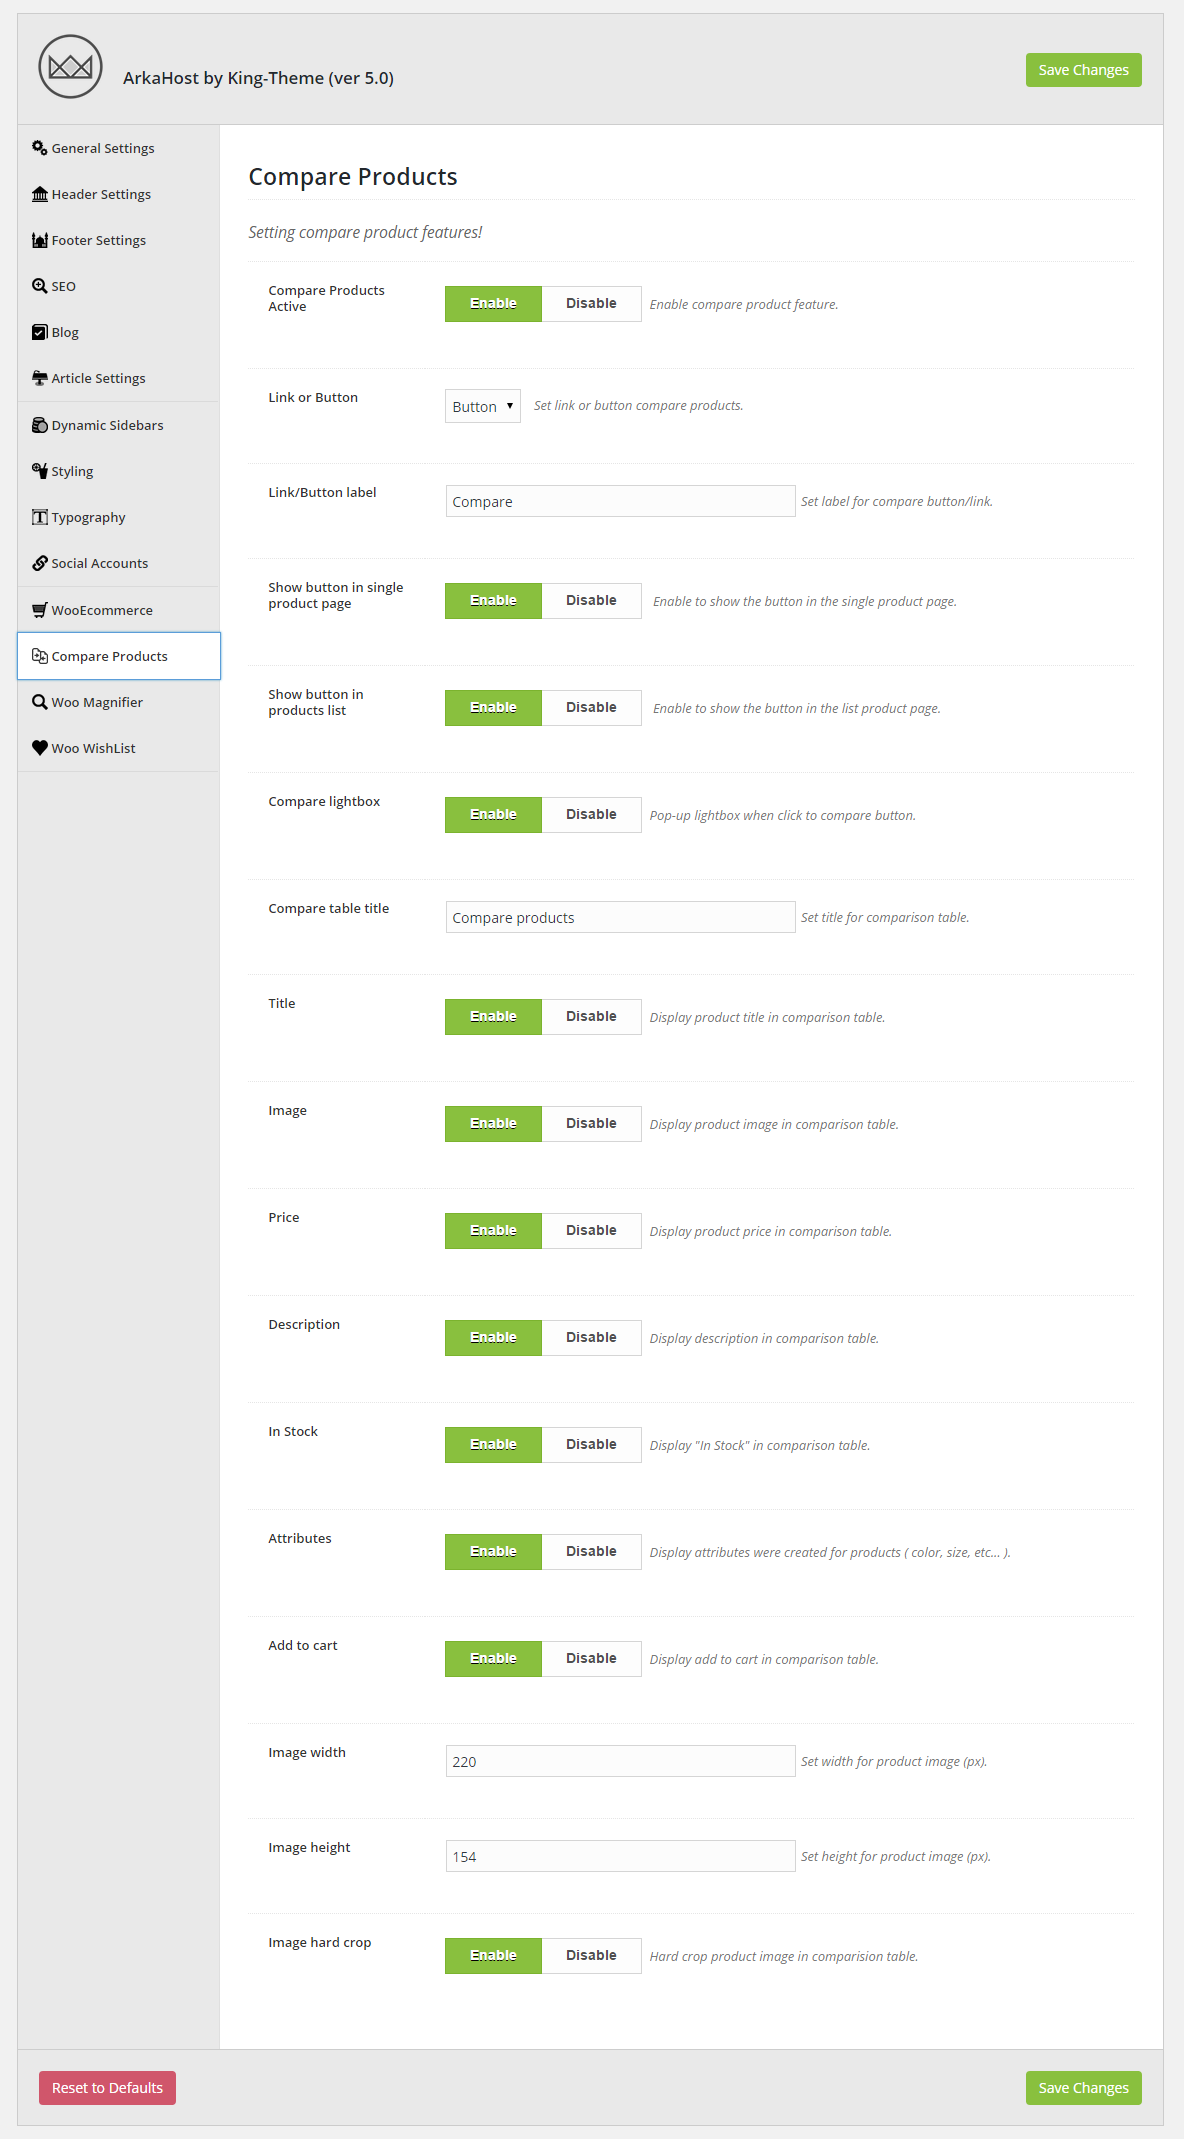 ArkaHost by King-Theme (ver 5.0)
Save Changes
General Settings
Header Settings
Footer Settings
SEO
Blog
Article Settings
Dynamic Sidebars
Styling
Typography
Social Accounts
WooEcommerce
Compare Products
Woo Magnifier
Woo WishList
Compare Products
Setting compare product features!
Compare Products
Active
Enable Disable Enable compare product feature.
Link or Button
Button Set link or button compare products.
Link/Button label
Compare Set label for compare button/link.
Show button in single
product page
Enable Disable Enable to show the button in the single product page.
Show button in
products list
Enable Disable Enable to show the button in the list product page.
Compare lightbox
Enable Disable Pop-up lightbox when click to compare button.
Compare table title
Compare products Set title for comparison table.
Title
Enable Disable Display product title in comparison table.
Image
Enable Disable Display product image in comparison table.
Price
Enable Disable Display product price in comparison table.
Description
Enable Disable Display description in comparison table.
In Stock
Enable Disable Display "In Stock" in comparison table.
Attributes
Enable Disable Display attributes were created for products ( color, size, etc... ).
Add to cart
Enable Disable Display add to cart in comparison table.
Image width
220 Set width for product image (px).
Image height
154 Set height for product image (px).
Image hard crop
Enable Disable Hard crop product image in comparision table.
Reset to Defaults
Save Changes